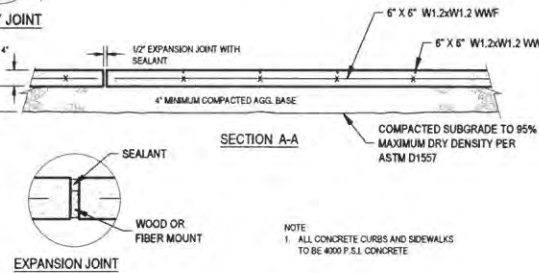 JOINT
6" X 6" W1.2xW1.2 WWF
4"
1/2" EXPANSION JOINT WITH
SEALANT
6" X 6" W1.2xW1.2 WW
4" MINIMUM COMPACTED AGG. BASE
SECTION A-A
COMPACTED SUBGRADE TO 95%
MAXIMUM DRY DENSITY PER
ASTM D1557
SEALANT
WOOD OR
FIBER MOUNT
EXPANSION JOINT
NOTE
1. ALL CONCRETE CURBS AND SIDEWALKS
TO BE 4000 P.S.I. CONCRETE